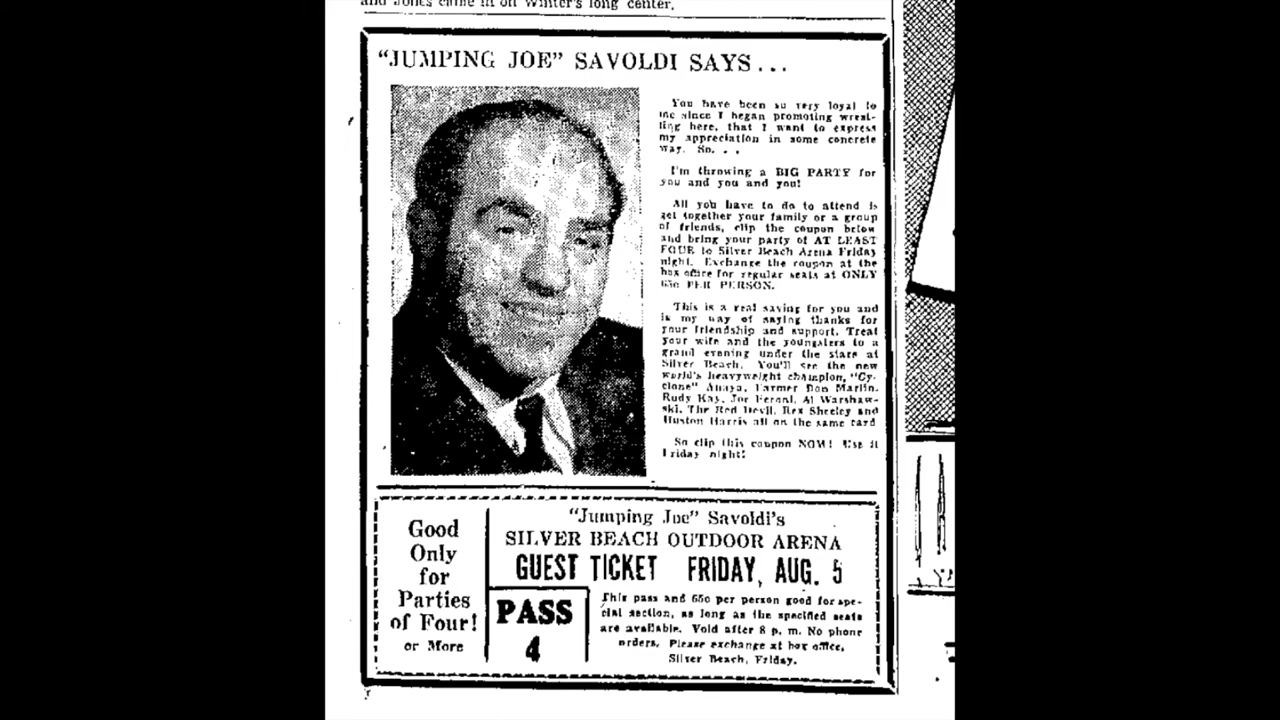 and Jones came in on Winter's long center.
"JUMPING JOE" SAVOLDI SAYS...
You have been so very loyal to
me since I began promoting wrest-
ling here, that I want to express
my appreciation in some concrete
way. So. . .
I'm throwing a BIG PARTY for
you and you and you!
All you have to do to attend is
get together your family or a group
of friends, clip the coupon below
and bring your party of AT LEAST
FOUR to Silver Beach Arena Friday
night. Exchange the coupon at the
box office for regular seats at ONLY
65c PER PERSON.
This is a real saving for you and
is my way of saying thanks for
your friendship and support. Treat
your wife and the youngsters to a
grand evening under the stars at
Silver Beach. You'll see the new
world's heavyweight champion, "Cy-
clone" Anaya, Farmer Don Marlin,
Rudy Kay, Joe Ferona, Al Warshaw-
ski, The Red Devil, Rex Sheeley and
Huston Harris all on the same card
So clip this coupon NOW! Use it
Friday night!
Good
Only
for
Parties
of Four!
or More
"Jumping Joe" Savoldi's
SILVER BEACH OUTDOOR ARENA
GUEST TICKET FRIDAY, AUG. 5
PASS
4
This pass and 65c per person good for spe-
cial section, as long as the specified seats
are available. Void after 8 p. m. No phone
orders. Please exchange at box office,
Silver Beach, Friday.